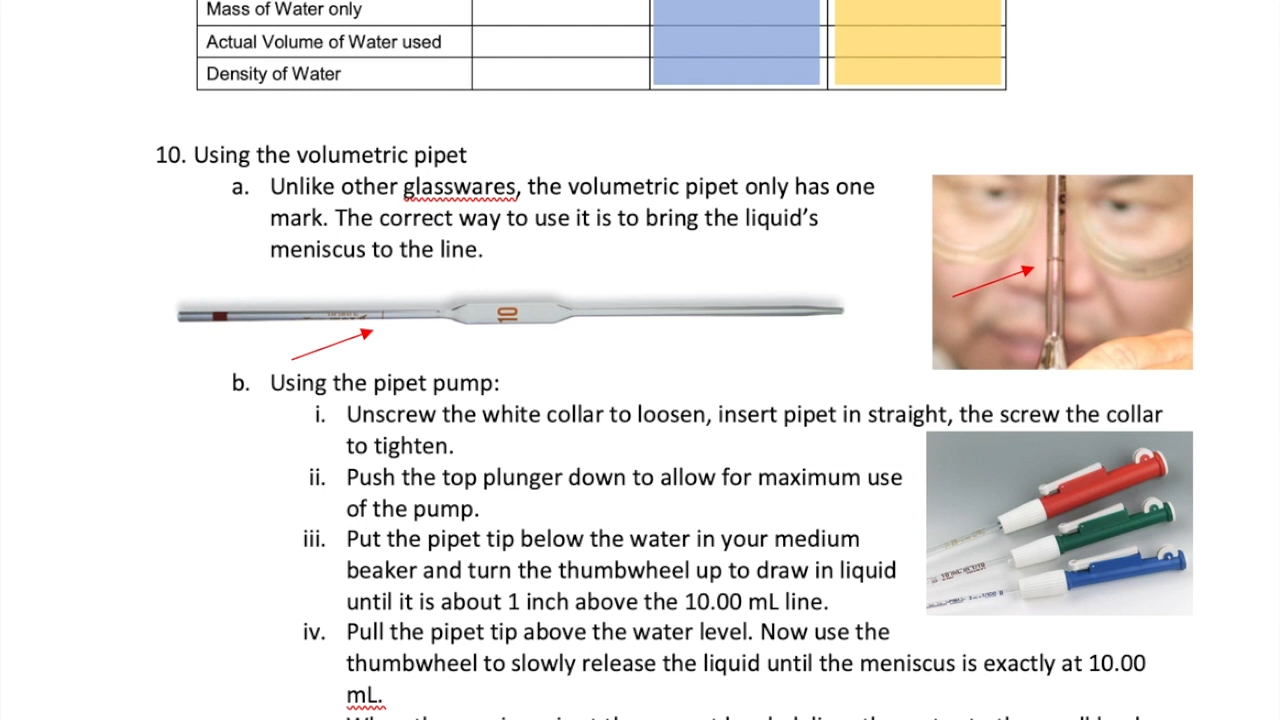 Mass of Water only
Actual Volume of Water used
Density of Water
10. Using the volumetric pipet
a. Unlike other glasswares, the volumetric pipet only has one
mark. The correct way to use it is to bring the liquid's
meniscus to the line.
10
b. Using the pipet pump:
i. Unscrew the white collar to loosen, insert pipet in straight, the screw the collar
to tighten.
ii. Push the top plunger down to allow for maximum use
of the pump.
iii. Put the pipet tip below the water in your medium
beaker and turn the thumbwheel up to draw in liquid
until it is about 1 inch above the 10.00 mL line.
iv. Pull the pipet tip above the water level. Now use the
thumbwheel to slowly release the liquid until the meniscus is exactly at 10.00
mL.